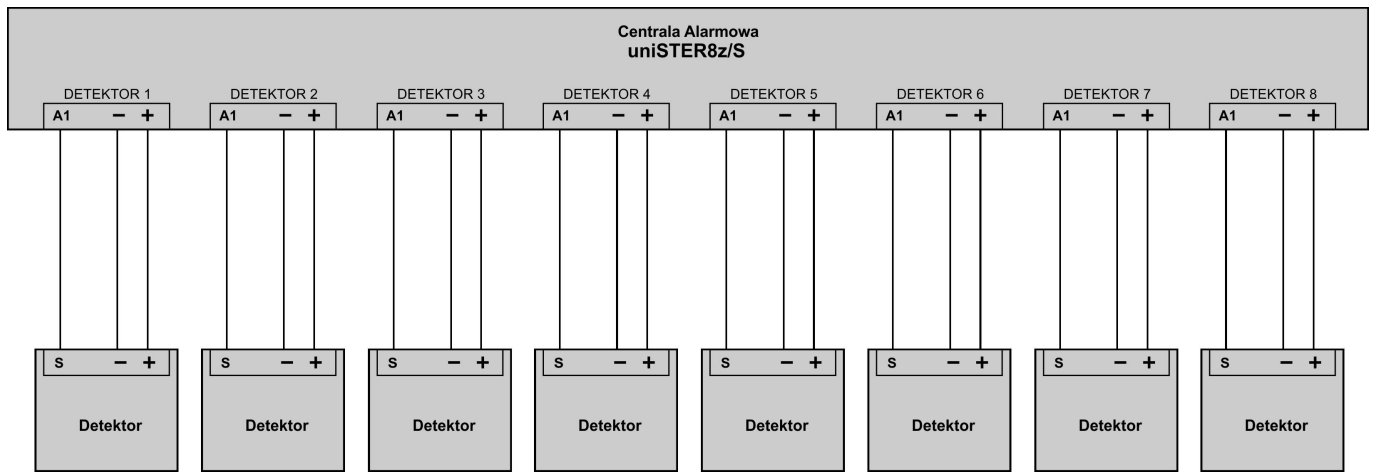 Centrala Alarmowa
uniSTER8z/S
DETEKTOR 1 DETEKTOR 2 DETEKTOR 3 DETEKTOR 4 DETEKTOR 5 DETEKTOR 6 DETEKTOR 7 DETEKTOR 8
A1 − + A1 − + A1 − + A1 − + A1 − + A1 − + A1 − + A1 − +
S − + S − + S − + S − + S − + S − + S − + S − +
Detektor Detektor Detektor Detektor Detektor Detektor Detektor Detektor